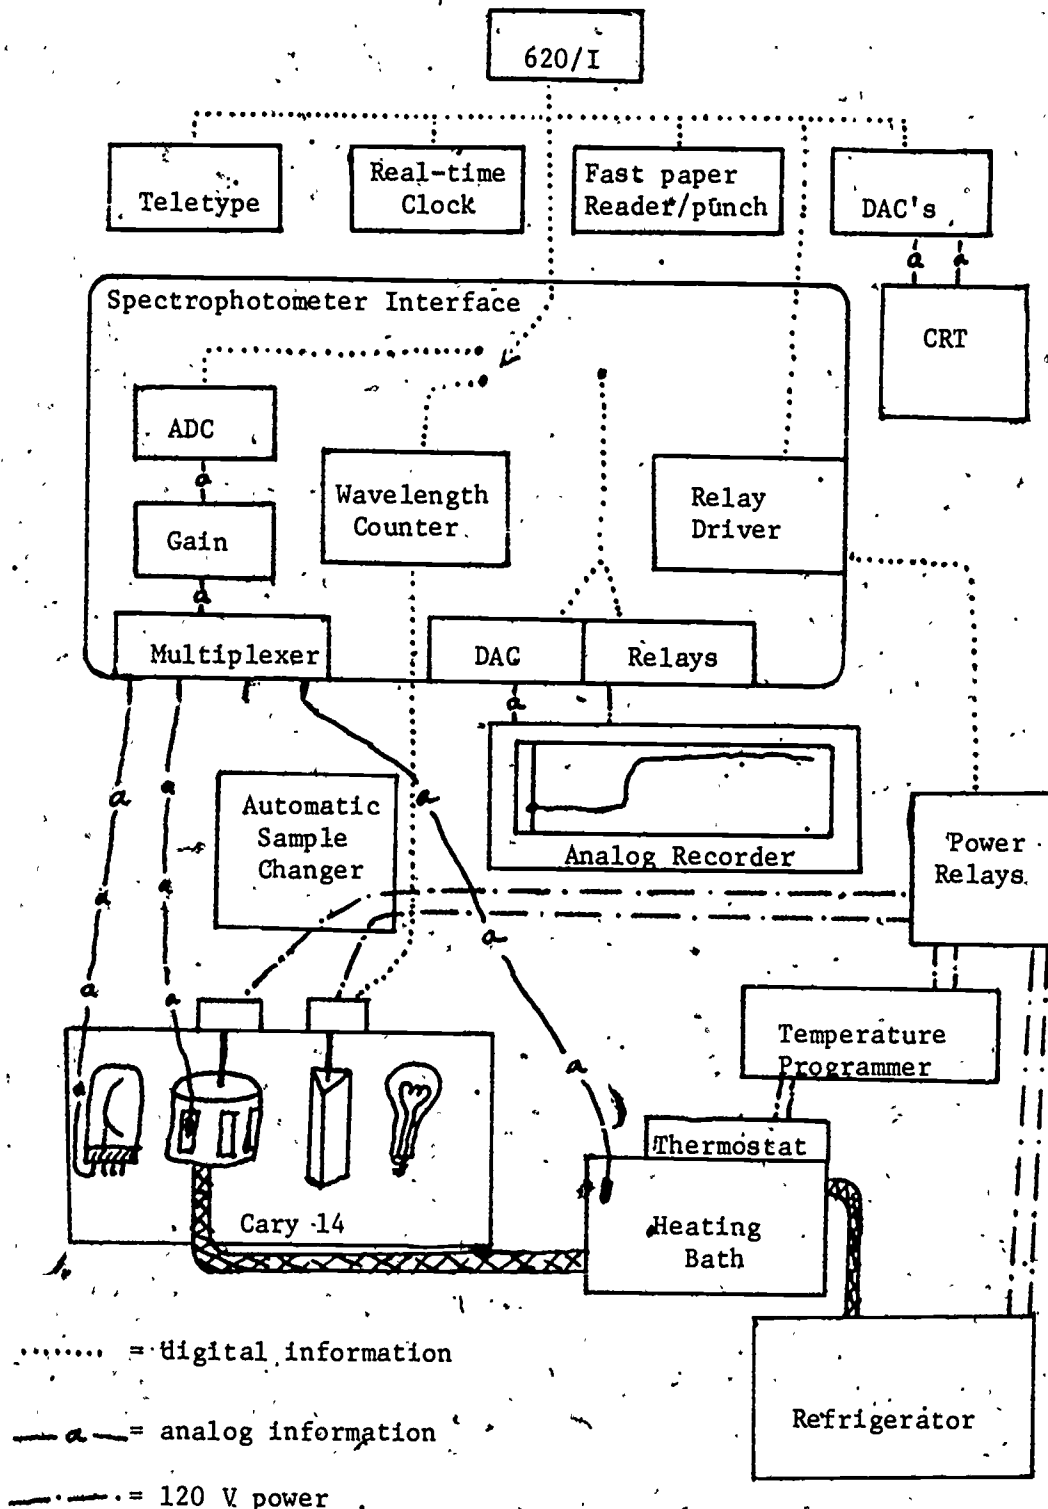 620/I
Teletype
Real-time
Clock
Fast paper
Reader/punch
DAC's
CRT
a a
Spectrophotometer Interface
ADC
a
Gain
a
Multiplexer
Wavelength
Counter
Relay
Driver
DAC
Relays
a
Analog Recorder
Automatic
Sample
Changer
a
a
a
a
a
a
a
a
a
a
a
Power
Relays
Temperature
Programmer
Thermostat
Heating
Bath
Cary 14
Refrigerator
= digital information
a = analog information
= 120 V power